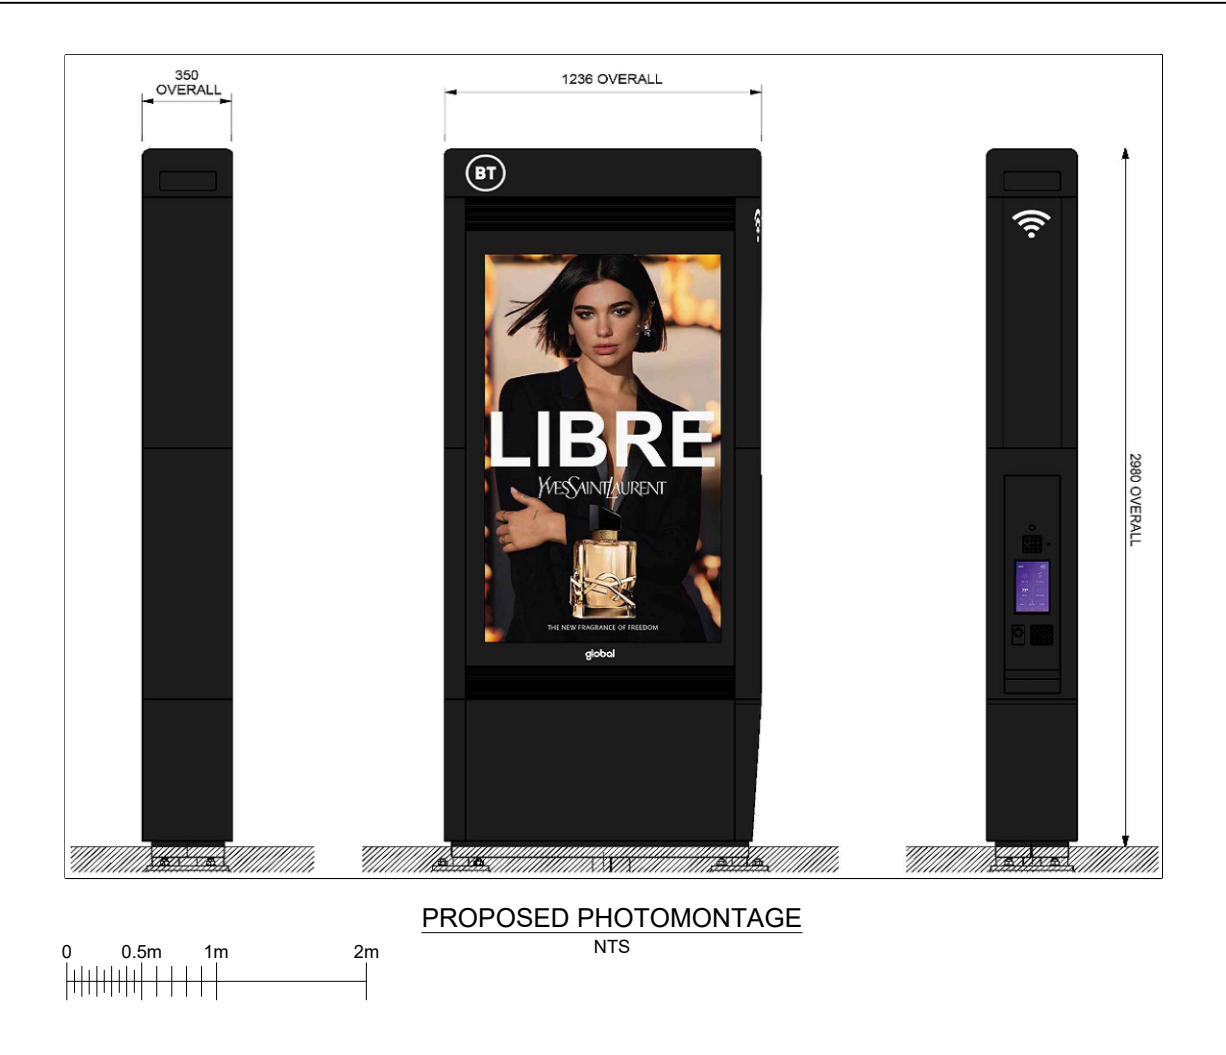 350
OVERALL
1236 OVERALL
BT
2980 OVERALL
LIBRE
YVESSAINTLAURENT
THE NEW FRAGRANCE OF FREEDOM
global
PROPOSED PHOTOMONTAGE
NTS
0 0.5m 1m 2m